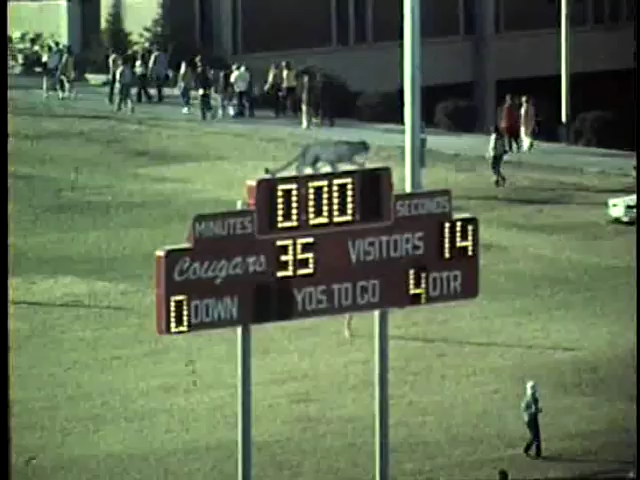 0:00
MINUTES SECONDS
Cougars 35 VISITORS 14
0 DOWN YDS. TO GO 4 QTR